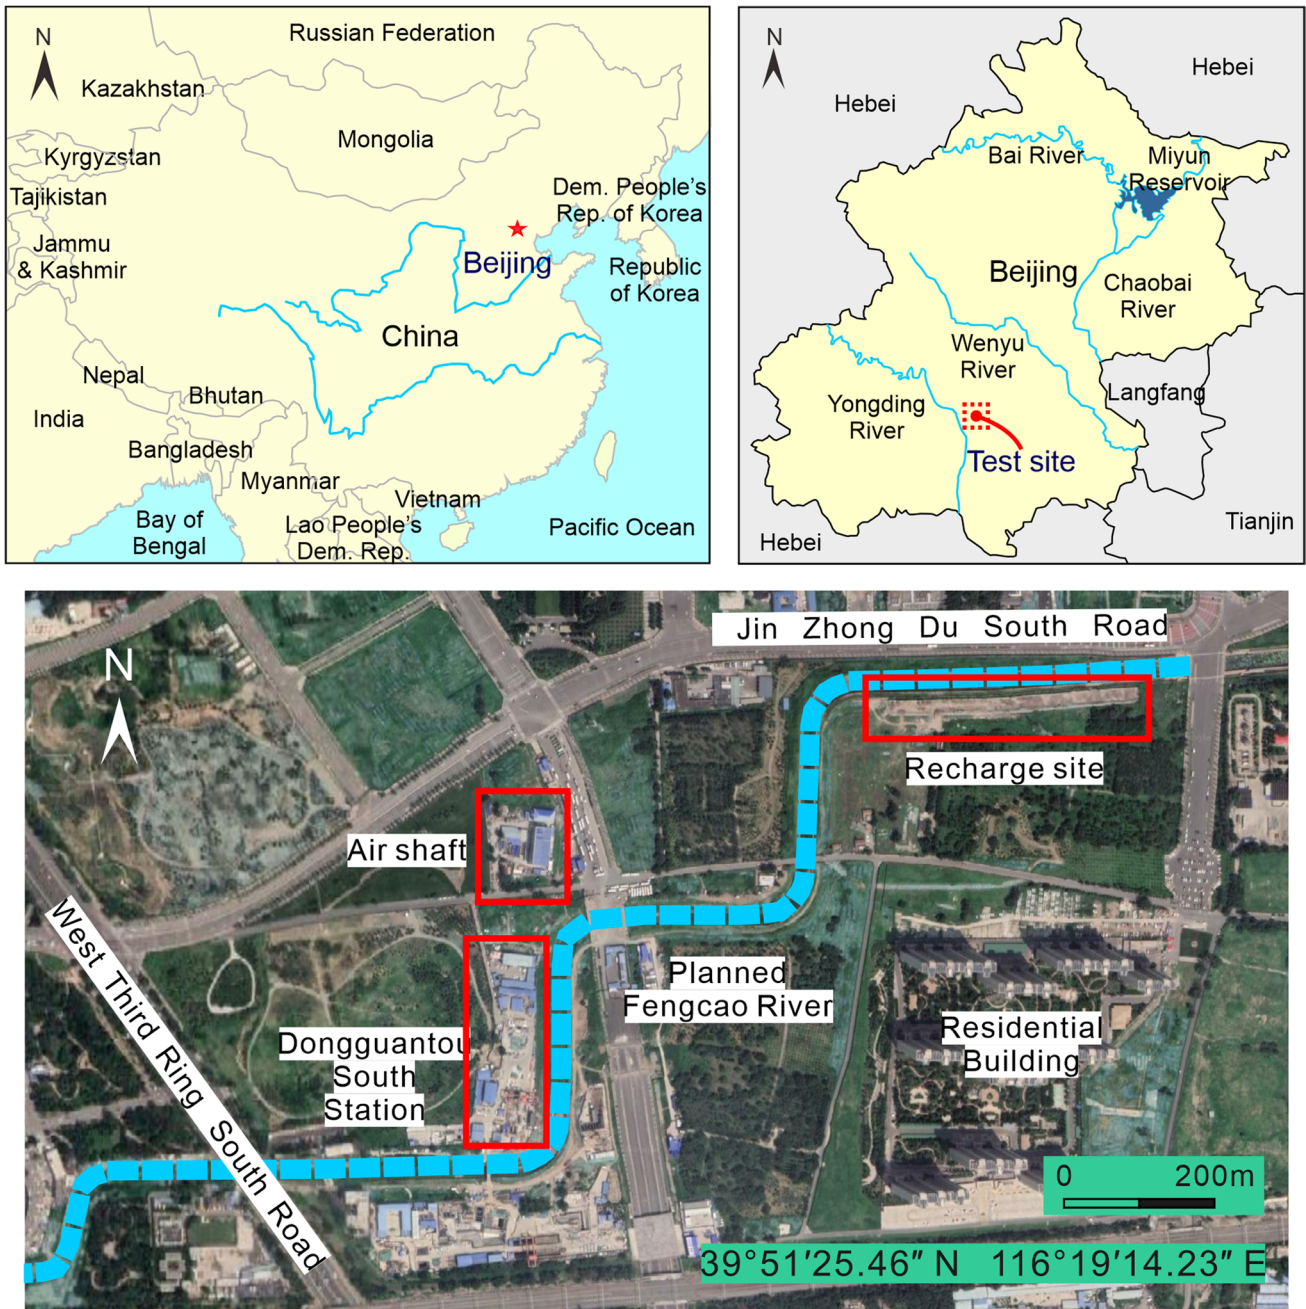 N
Russian Federation
Kazakhstan
Mongolia
Kyrgyzstan
Tajikistan
Dem. People's
Rep. of Korea
Jammu
& Kashmir
Beijing
Republic
of Korea
China
Nepal
Bhutan
India
Bangladesh
Myanmar
Vietnam
Bay of
Bengal
Lao People's
Dem. Rep.
Pacific Ocean
N
Hebei
Hebei
Bai River
Miyun
Reservoir
Beijing
Chaobai
River
Wenyu
River
Langfang
Yongding
River
Test site
Tianjin
Hebei
N
Jin Zhong Du South Road
Recharge site
Air shaft
West Third Ring South Road
Planned
Fengcao River
Dongguantou
South
Station
Residential
Building
0 200m
39°51′25.46″ N 116°19′14.23″ E